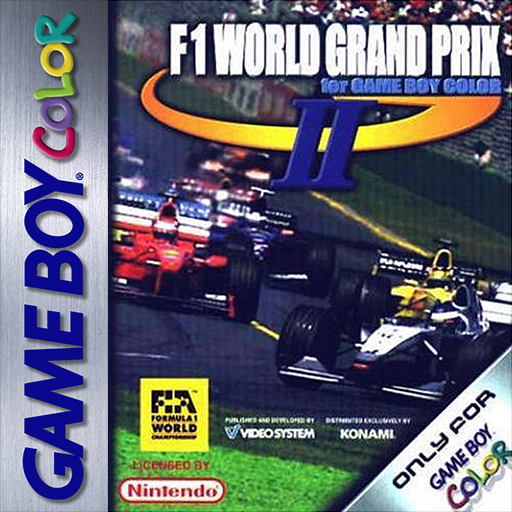 GAME BOY COLOR
F1 WORLD GRAND PRIX
for GAME BOY COLOR
II
FIA
FORMULA 1
WORLD
CHAMPIONSHIP
PUBLISHED AND DEVELOPED BY
VIDEO SYSTEM
DISTRIBUTED EXCLUSIVELY BY
KONAMI
LICENSED BY
Nintendo
ONLY FOR
GAME BOY
COLOR